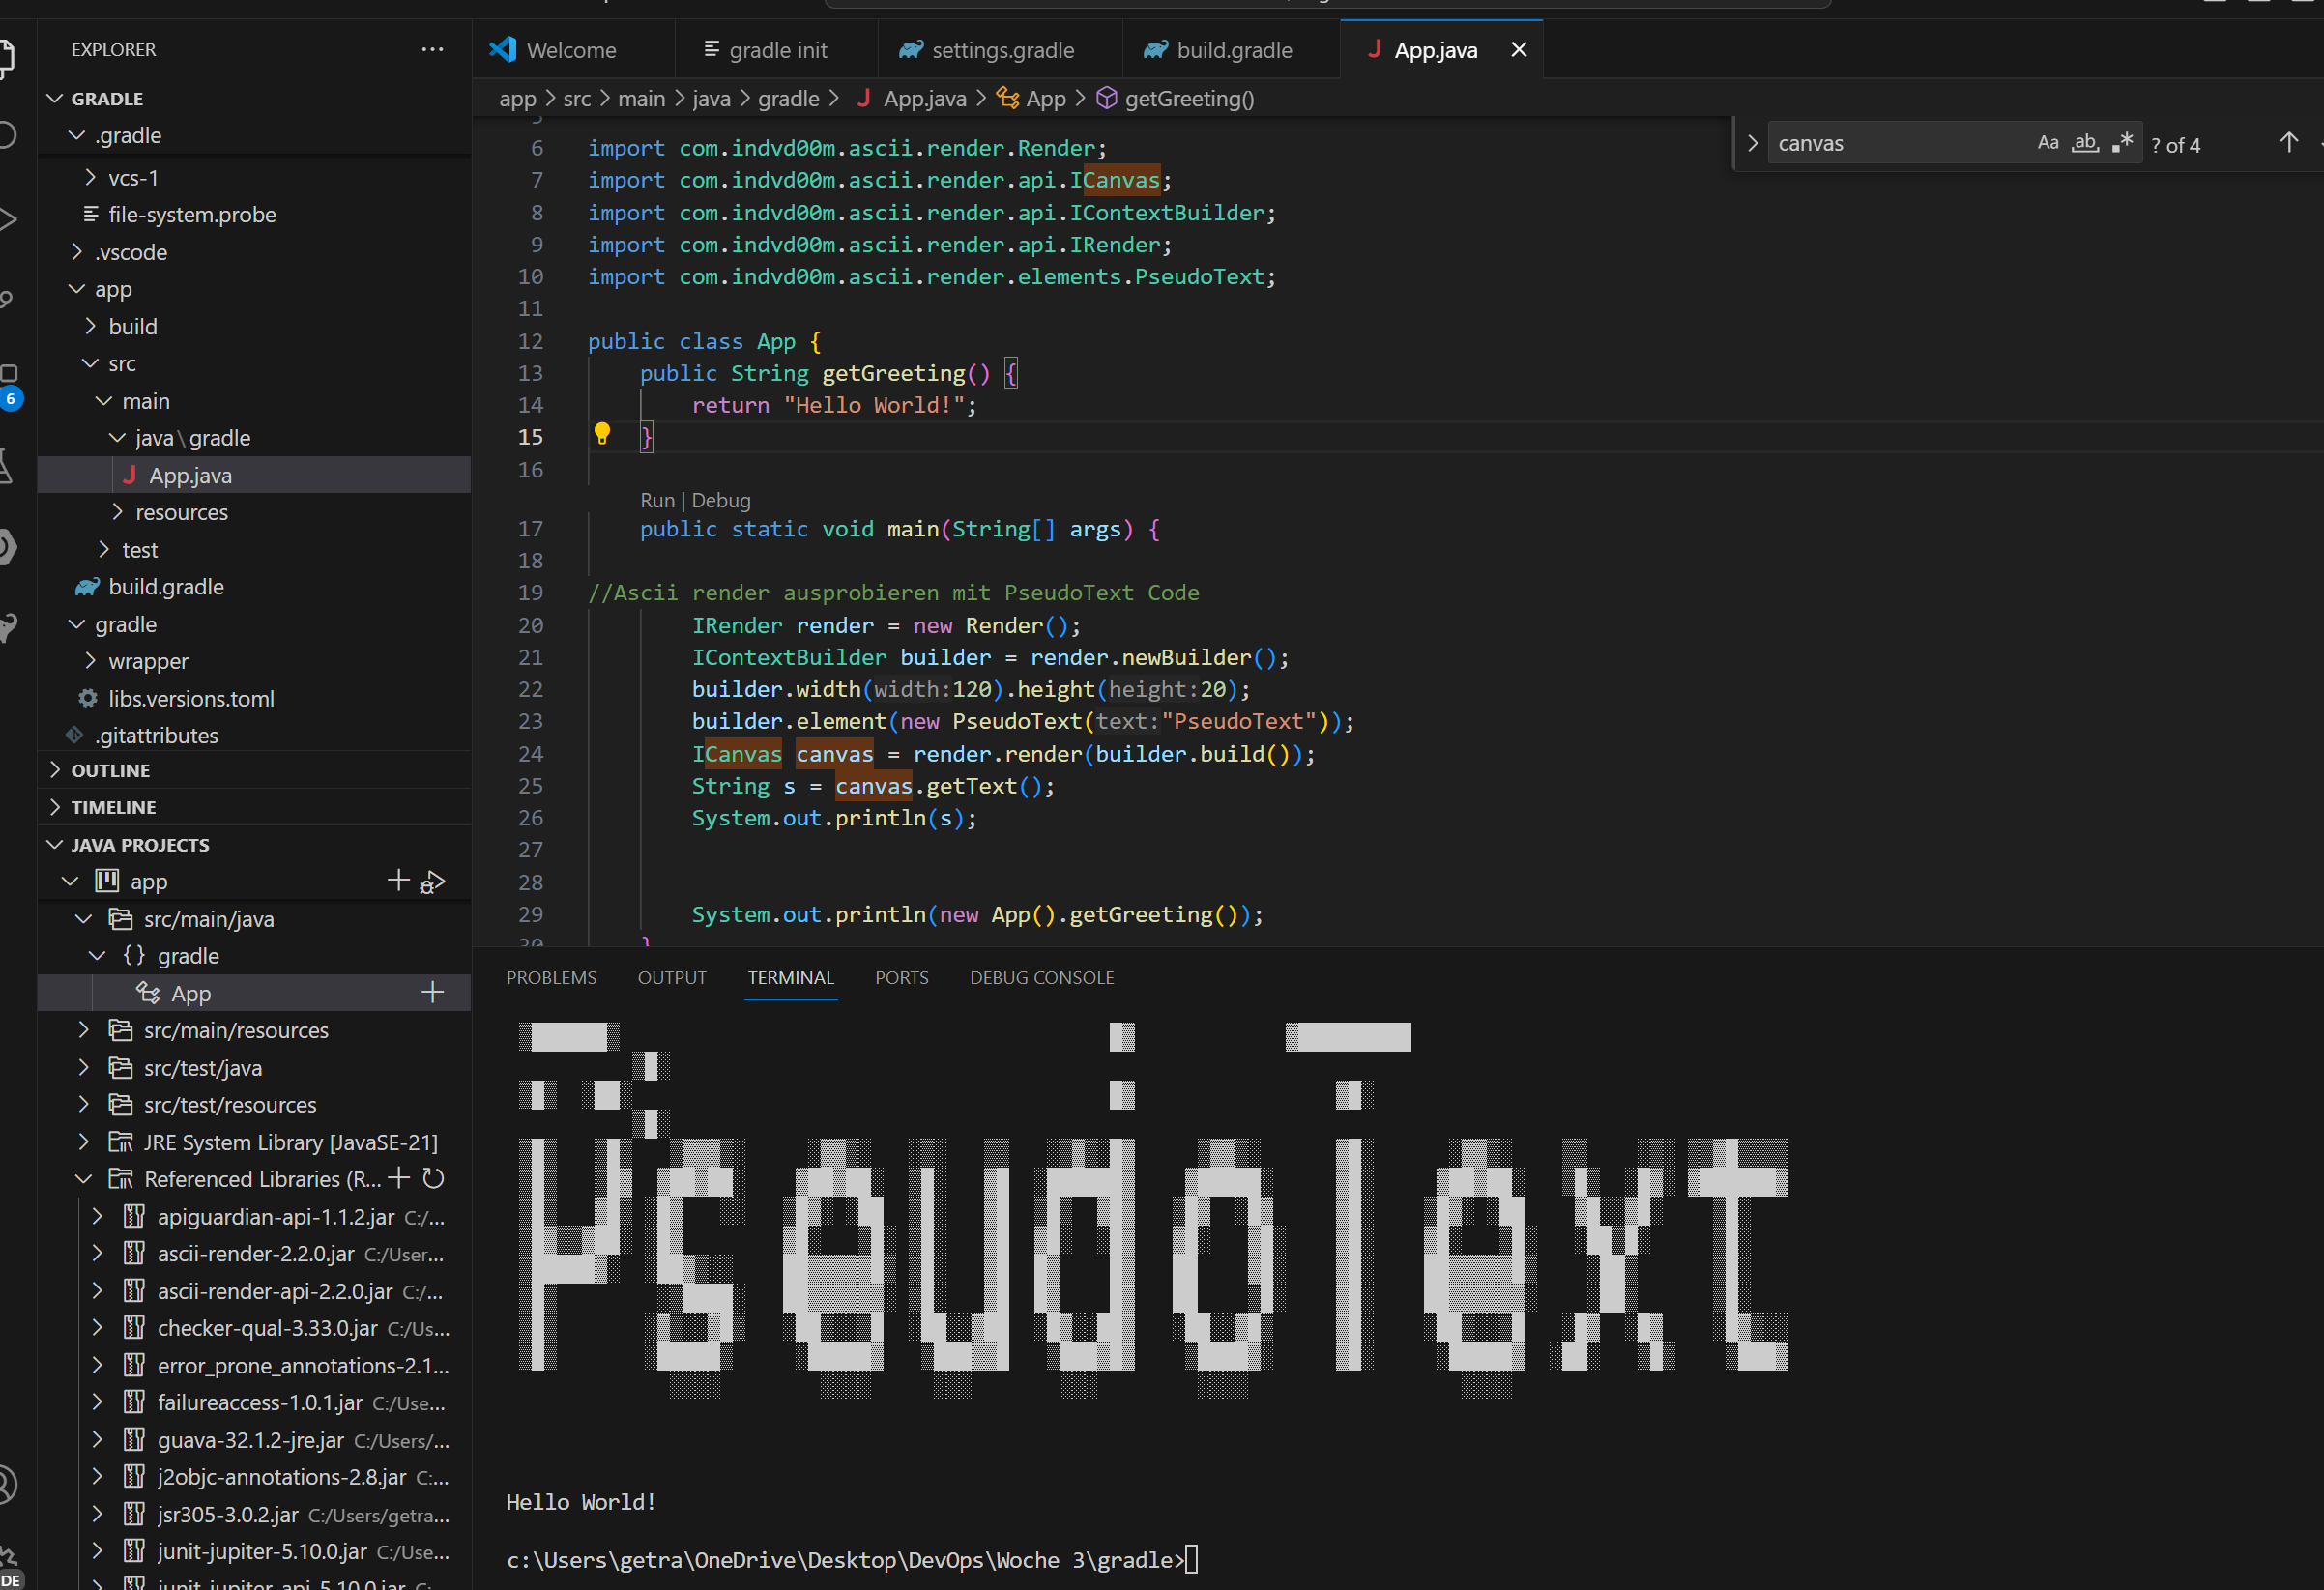 EXPLORER
GRADLE
.gradle
vcs-1
file-system.probe
.vscode
app
build
src
main
java\gradle
App.java
resources
test
build.gradle
gradle
wrapper
libs.versions.toml
.gitattributes
OUTLINE
TIMELINE
JAVA PROJECTS
app
src/main/java
{} gradle
App
src/main/resources
src/test/java
src/test/resources
JRE System Library [JavaSE-21]
Referenced Libraries (R...
apiguardian-api-1.1.2.jar C:/...
ascii-render-2.2.0.jar C:/User...
ascii-render-api-2.2.0.jar C:/...
checker-qual-3.33.0.jar C:/Us...
error_prone_annotations-2.1...
failureaccess-1.0.1.jar C:/Use...
guava-32.1.2-jre.jar C:/Users/...
j2objc-annotations-2.8.jar C:...
jsr305-3.0.2.jar C:/Users/getra...
junit-jupiter-5.10.0.jar C:/Use...
junit-jupiter-api-5.10.0.jar C:...
6
DE
Welcome
gradle init
settings.gradle
build.gradle
App.java
app > src > main > java > gradle > App.java > App > getGreeting()
canvas Aa ab .* ? of 4
5
6 import com.indvd00m.ascii.render.Render;
7 import com.indvd00m.ascii.render.api.ICanvas;
8 import com.indvd00m.ascii.render.api.IContextBuilder;
9 import com.indvd00m.ascii.render.api.IRender;
10 import com.indvd00m.ascii.render.elements.PseudoText;
11
12 public class App {
13 public String getGreeting() {
14 return "Hello World!";
15 }
16
Run | Debug
17 public static void main(String[] args) {
18
19 //Ascii render ausprobieren mit PseudoText Code
20 IRender render = new Render();
21 IContextBuilder builder = render.newBuilder();
22 builder.width(width:120).height(height:20);
23 builder.element(new PseudoText(text:"PseudoText"));
24 ICanvas canvas = render.render(builder.build());
25 String s = canvas.getText();
26 System.out.println(s);
27
28
29 System.out.println(new App().getGreeting());
30 }
PROBLEMS OUTPUT TERMINAL PORTS DEBUG CONSOLE
PseudoText
Hello World!
c:\Users\getra\OneDrive\Desktop\DevOps\Woche 3\gradle>